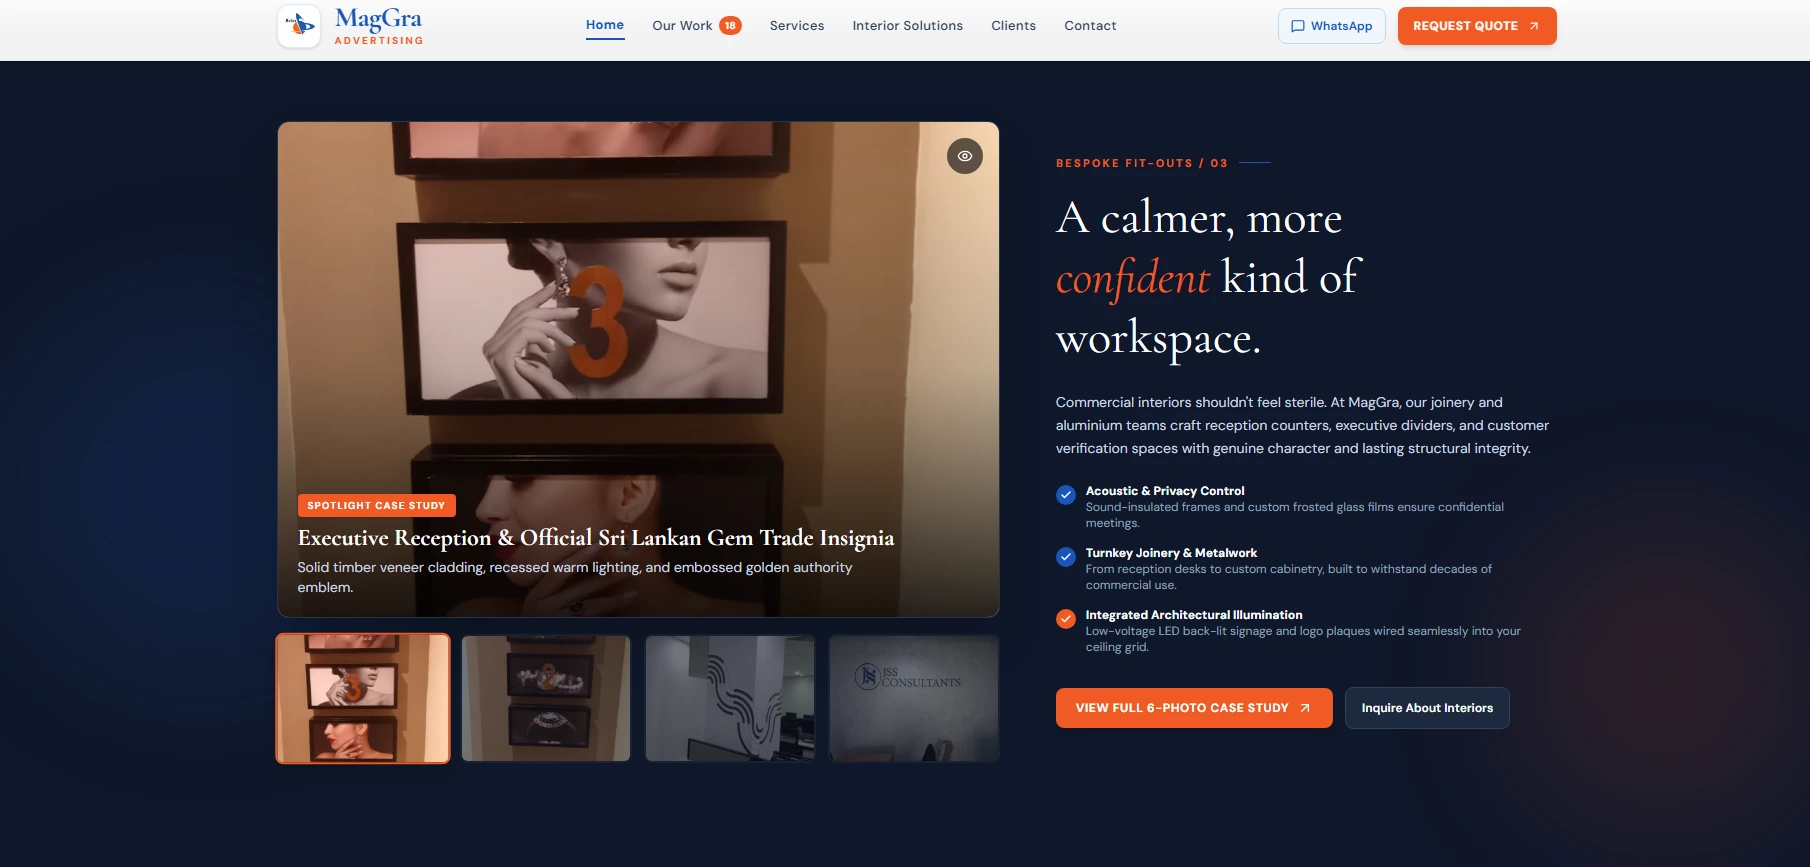 MagGra
ADVERTISING
Home
Our Work 18
Services
Interior Solutions
Clients
Contact
WhatsApp
REQUEST QUOTE
3
SPOTLIGHT CASE STUDY
Executive Reception & Official Sri Lankan Gem Trade Insignia
Solid timber veneer cladding, recessed warm lighting, and embossed golden authority
emblem.
3
2
JSS
CONSULTANTS
BESPOKE FIT-OUTS / 03
A calmer, more
confident kind of
workspace.
Commercial interiors shouldn't feel sterile. At MagGra, our joinery and
aluminium teams craft reception counters, executive dividers, and customer
verification spaces with genuine character and lasting structural integrity.
Acoustic & Privacy Control
Sound-insulated frames and custom frosted glass films ensure confidential
meetings.
Turnkey Joinery & Metalwork
From reception desks to custom cabinetry, built to withstand decades of
commercial use.
Integrated Architectural Illumination
Low-voltage LED back-lit signage and logo plaques wired seamlessly into your
ceiling grid.
VIEW FULL 6-PHOTO CASE STUDY
Inquire About Interiors